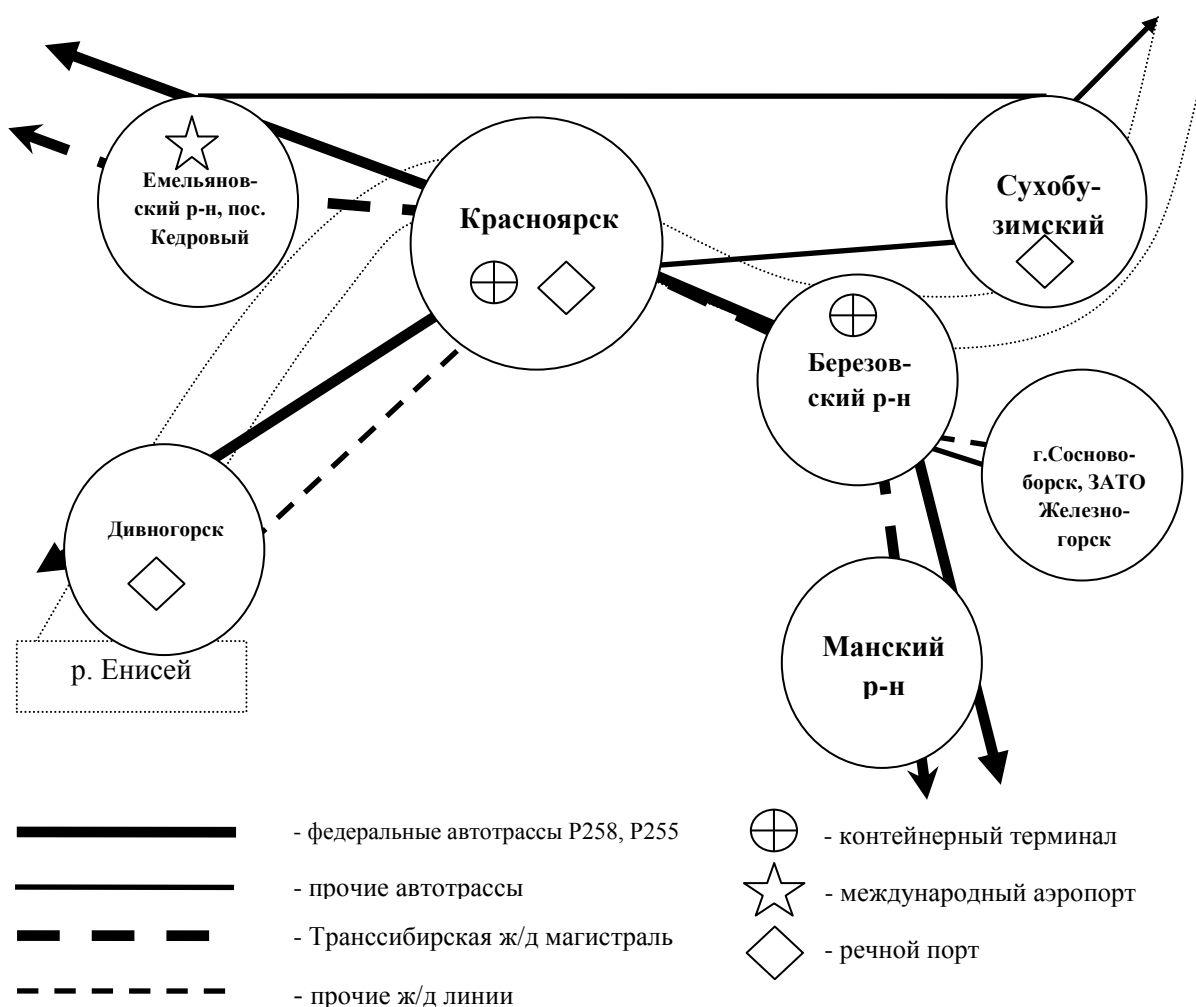 Емельянов-
ский р-н, пос.
Кедровый
Красноярск
Сухобу-
зимский
Березов-
ский р-н
г.Сосново-
борск, ЗАТО
Железно-
горск
Дивногорск
Манский
р-н
р. Енисей
- федеральные автотрассы Р258, Р255
- прочие автотрассы
- Транссибирская ж/д магистраль
- прочие ж/д линии
- контейнерный терминал
- международный аэропорт
- речной порт